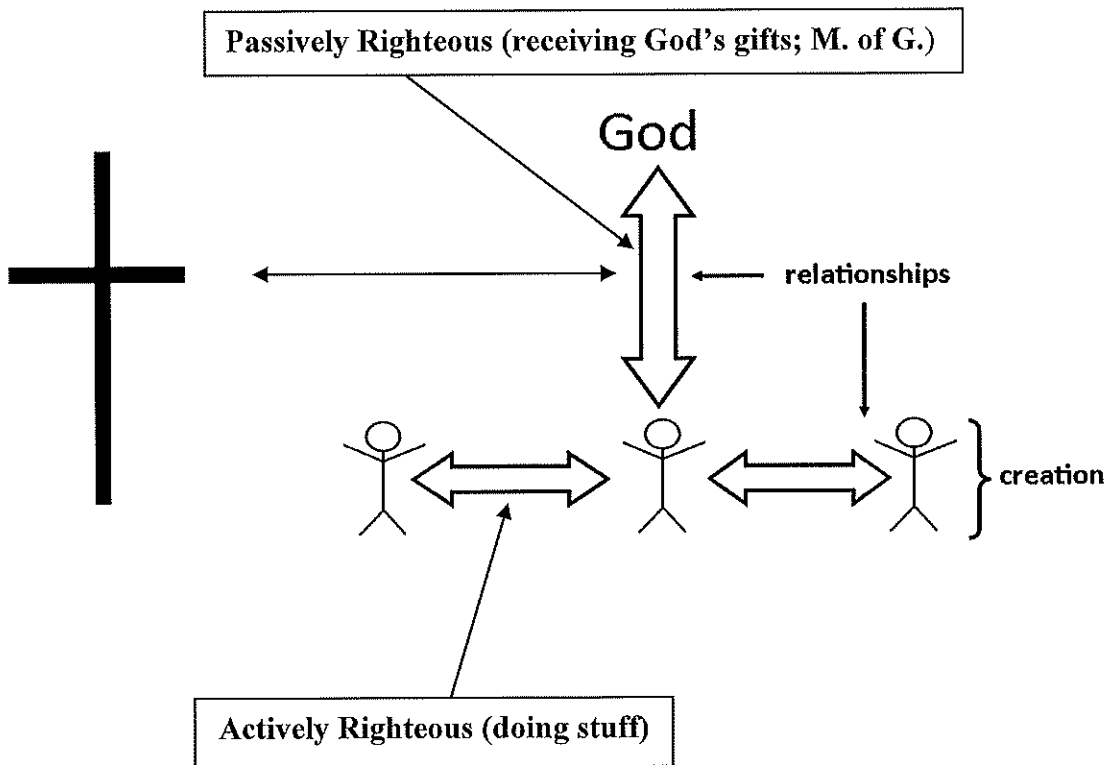 Passively Righteous (receiving God's gifts; M. of G.)
God
relationships
creation
Actively Righteous (doing stuff)